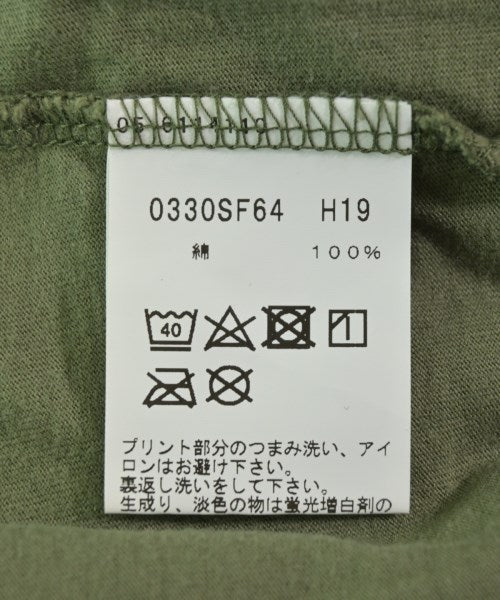 0330SF64 H19
綿 100%
40
プリント部分のつまみ洗い、アイ
ロンはお避け下さい。
裏返し洗いをして下さい。
生成り、淡色の物は蛍光増白剤の